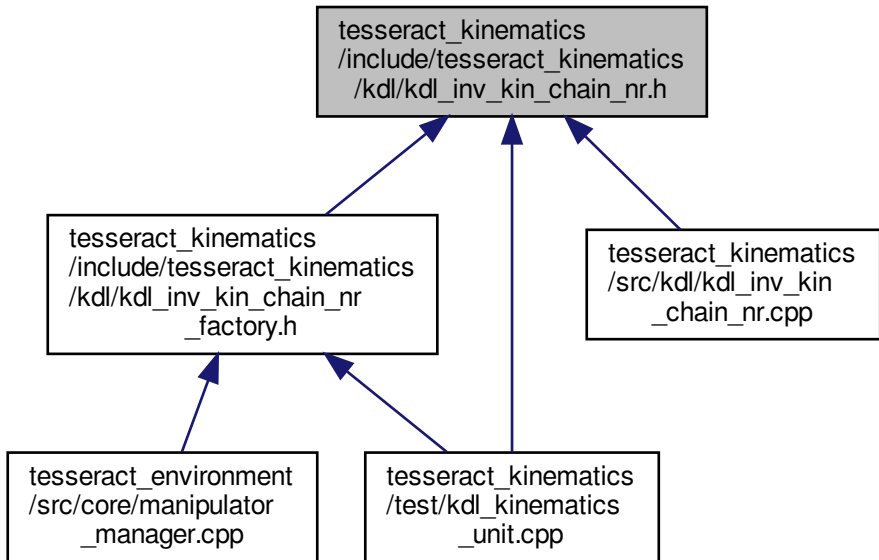 tesseract_kinematics
/include/tesseract_kinematics
/kdl/kdl_inv_kin_chain_nr.h
tesseract_kinematics
/include/tesseract_kinematics
/kdl/kdl_inv_kin_chain_nr
_factory.h
tesseract_kinematics
/src/kdl/kdl_inv_kin
_chain_nr.cpp
tesseract_environment
/src/core/manipulator
_manager.cpp
tesseract_kinematics
/test/kdl_kinematics
_unit.cpp